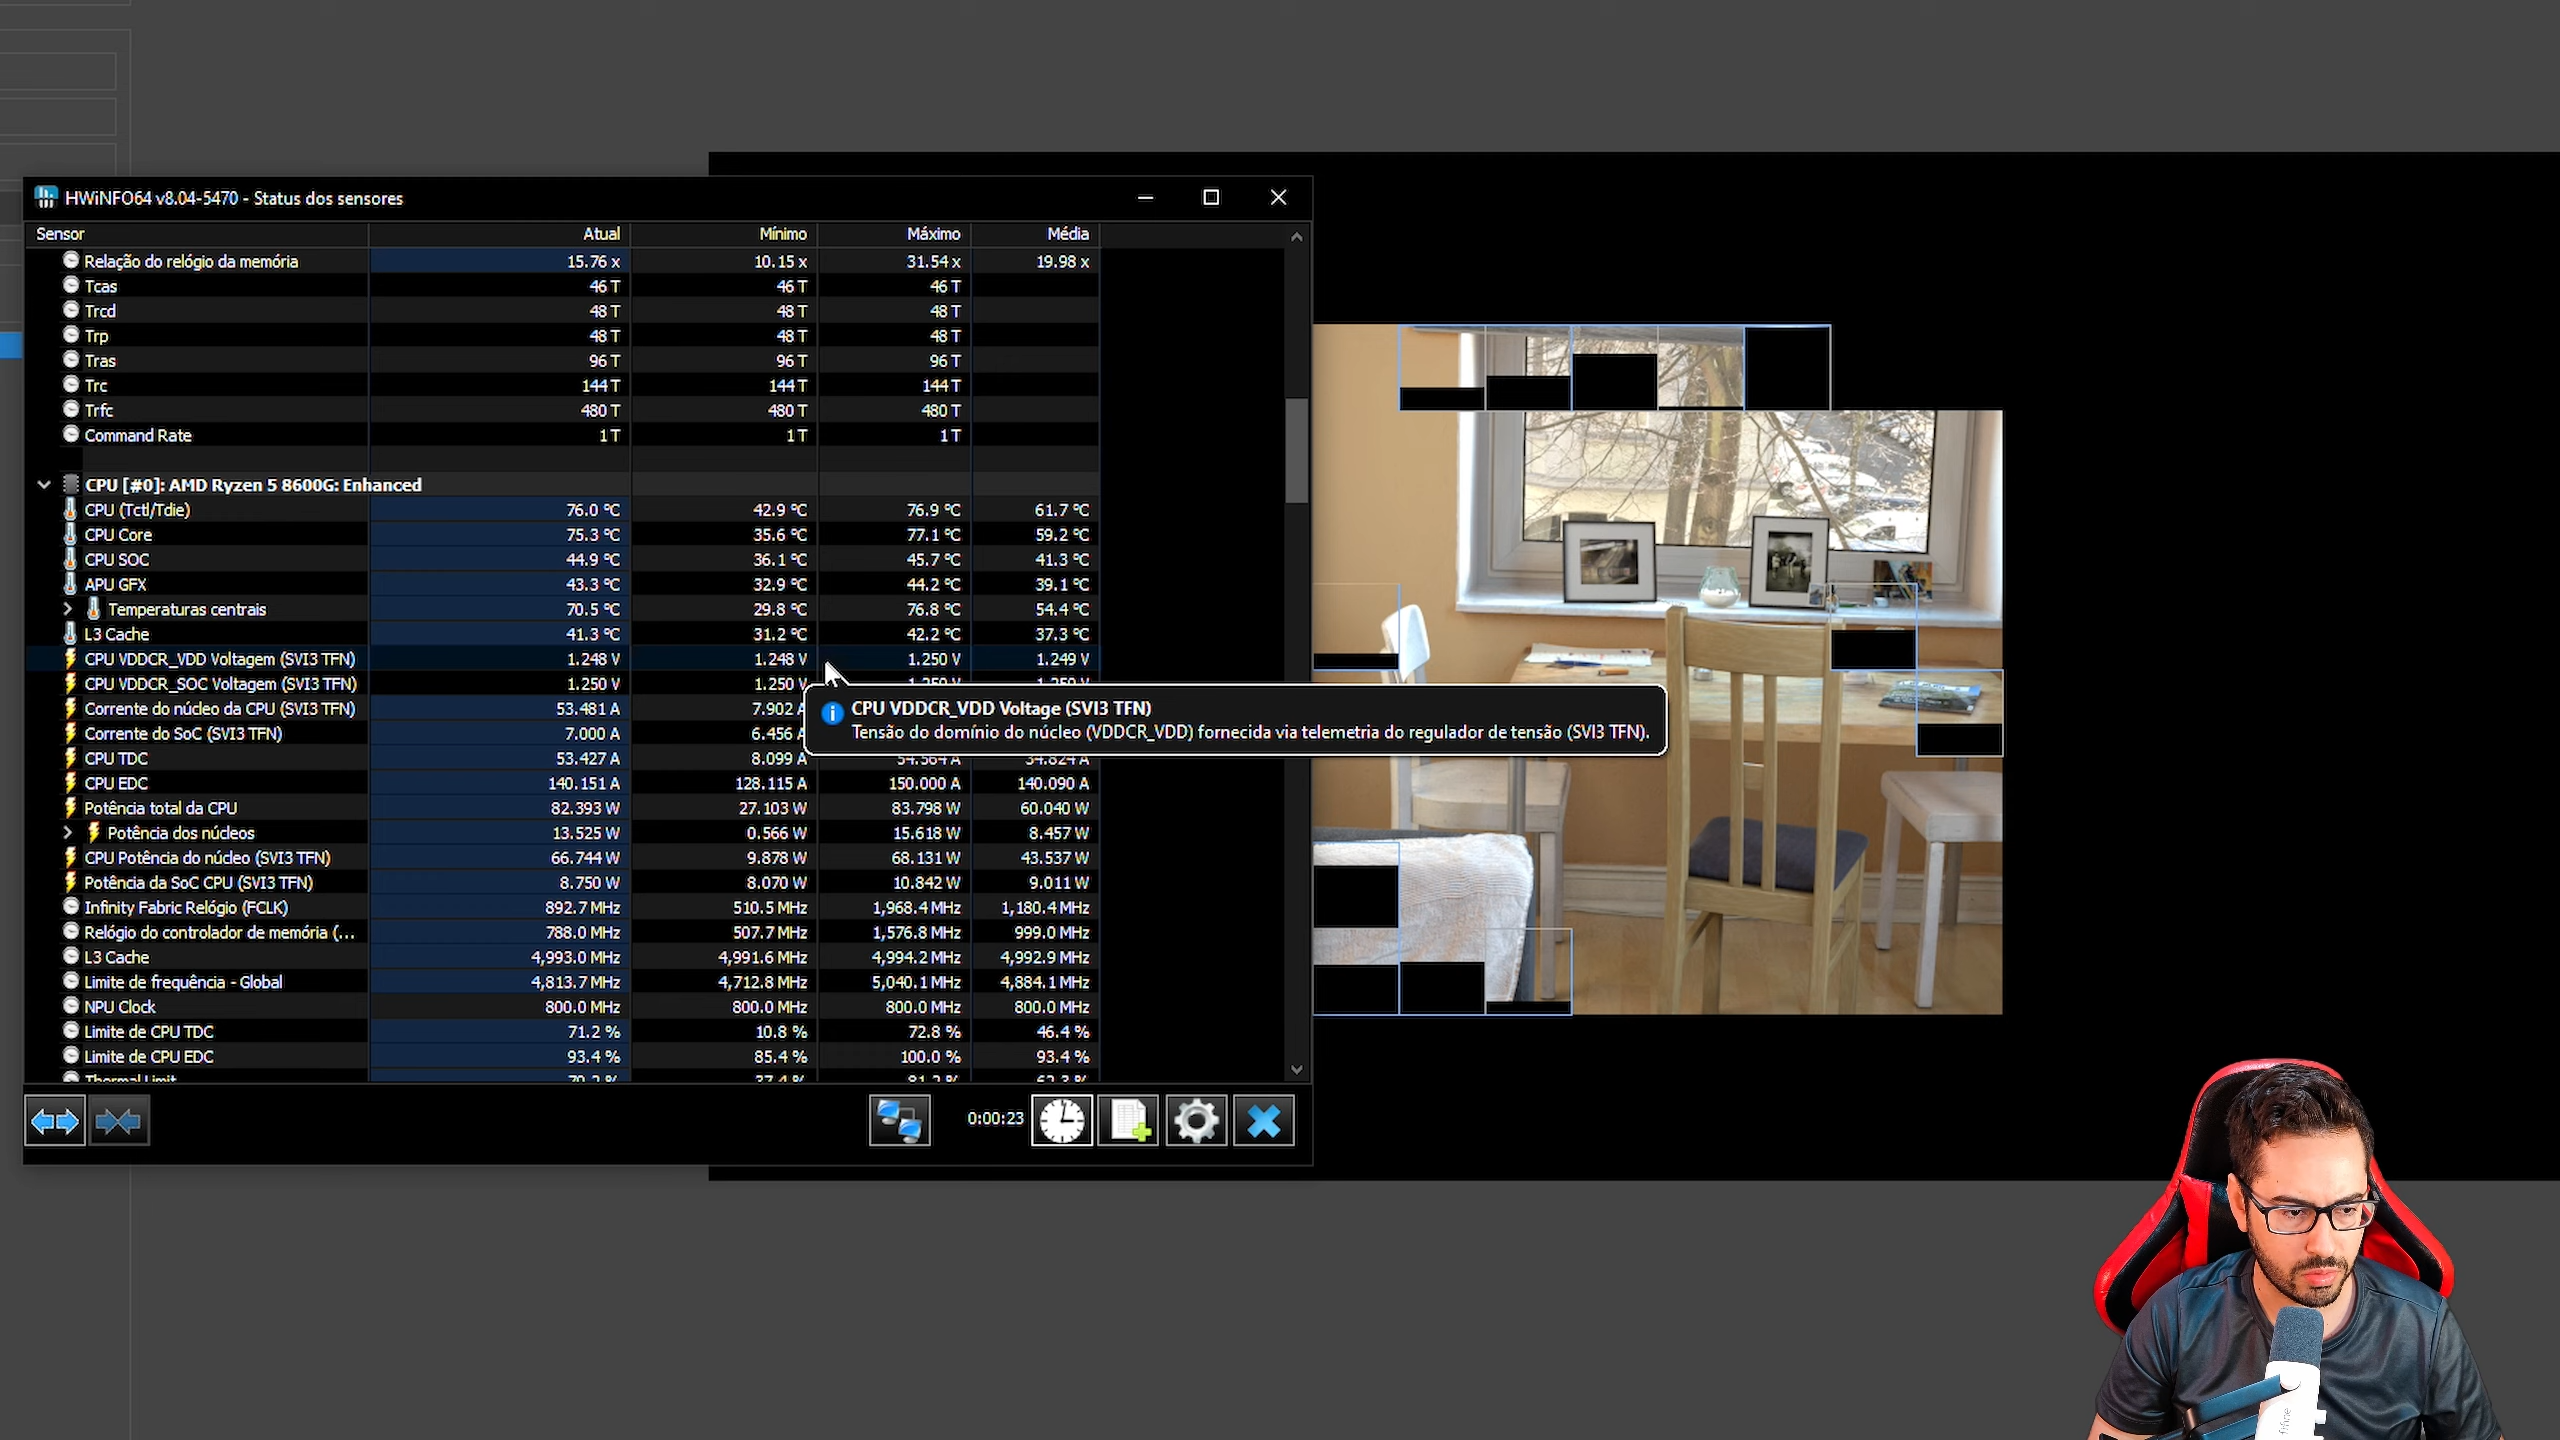 HWiNFO64 v8.04-5470 - Status dos sensores
Sensor Atual Mínimo Máximo Média
Relação do relógio da memória 15.76 x 10.15 x 31.54 x 19.98 x
Tcas 46 T 46 T 46 T
Trcd 48 T 48 T 48 T
Trp 48 T 48 T 48 T
Tras 96 T 96 T 96 T
Trc 144 T 144 T 144 T
Trfc 480 T 480 T 480 T
Command Rate 1 T 1 T 1 T
CPU [#0]: AMD Ryzen 5 8600G: Enhanced
CPU (Tctl/Tdie) 76.0 °C 42.9 °C 76.9 °C 61.7 °C
CPU Core 75.3 °C 35.6 °C 77.1 °C 59.2 °C
CPU SOC 44.9 °C 36.1 °C 45.7 °C 41.3 °C
APU GFX 43.3 °C 32.9 °C 44.2 °C 39.1 °C
Temperaturas centrais 70.5 °C 29.8 °C 76.8 °C 54.4 °C
L3 Cache 41.3 °C 31.2 °C 42.2 °C 37.3 °C
CPU VDDCR_VDD Voltagem (SVI3 TFN) 1.248 V 1.248 V 1.250 V 1.249 V
CPU VDDCR_SOC Voltagem (SVI3 TFN) 1.250 V 1.250 V 1.250 V 1.250 V
Corrente do núcleo da CPU (SVI3 TFN) 53.481 A 7.902 A
CPU VDDCR_VDD Voltage (SVI3 TFN)
Corrente do SoC (SVI3 TFN) 7.000 A 6.456 A
Tensão do domínio do núcleo (VDDCR_VDD) fornecida via telemetria do regulador de tensão (SVI3 TFN).
CPU TDC 53.427 A 8.099 A 54.564 A 34.824 A
CPU EDC 140.151 A 128.115 A 150.000 A 140.090 A
Potência total da CPU 82.393 W 27.103 W 83.798 W 60.040 W
Potência dos núcleos 13.525 W 0.566 W 15.618 W 8.457 W
CPU Potência do núcleo (SVI3 TFN) 66.744 W 9.878 W 68.131 W 43.537 W
Potência da SoC CPU (SVI3 TFN) 8.750 W 8.070 W 10.842 W 9.011 W
Infinity Fabric Relógio (FCLK) 892.7 MHz 510.5 MHz 1,968.4 MHz 1,180.4 MHz
Relógio do controlador de memória (... 788.0 MHz 507.7 MHz 1,576.8 MHz 999.0 MHz
L3 Cache 4,993.0 MHz 4,991.6 MHz 4,994.2 MHz 4,992.9 MHz
Limite de frequência - Global 4,813.7 MHz 4,712.8 MHz 5,040.1 MHz 4,884.1 MHz
NPU Clock 800.0 MHz 800.0 MHz 800.0 MHz 800.0 MHz
Limite de CPU TDC 71.2 % 10.8 % 72.8 % 46.4 %
Limite de CPU EDC 93.4 % 85.4 % 100.0 % 93.4 %
Thermal Limit
0:00:23